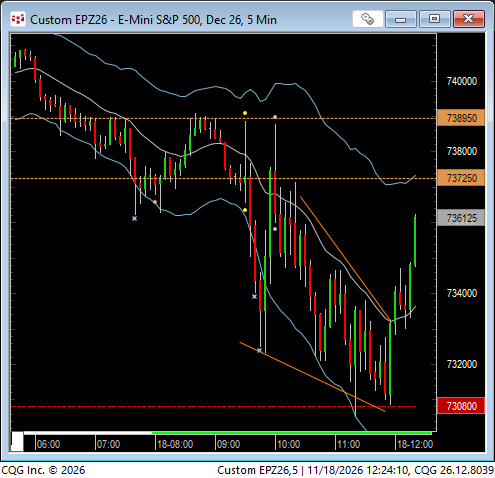 Custom EPZ26 - E-Mini S&P 500, Dec 26, 5 Min
740000
738950
738000
737250
736125
734000
732000
730800
06:00 07:00 18-08:00 09:00 10:00 11:00 18-12:00
CQG Inc. © 2026 Custom EPZ26,5 | 11/18/2026 12:24:10, CQG 26.12.8039